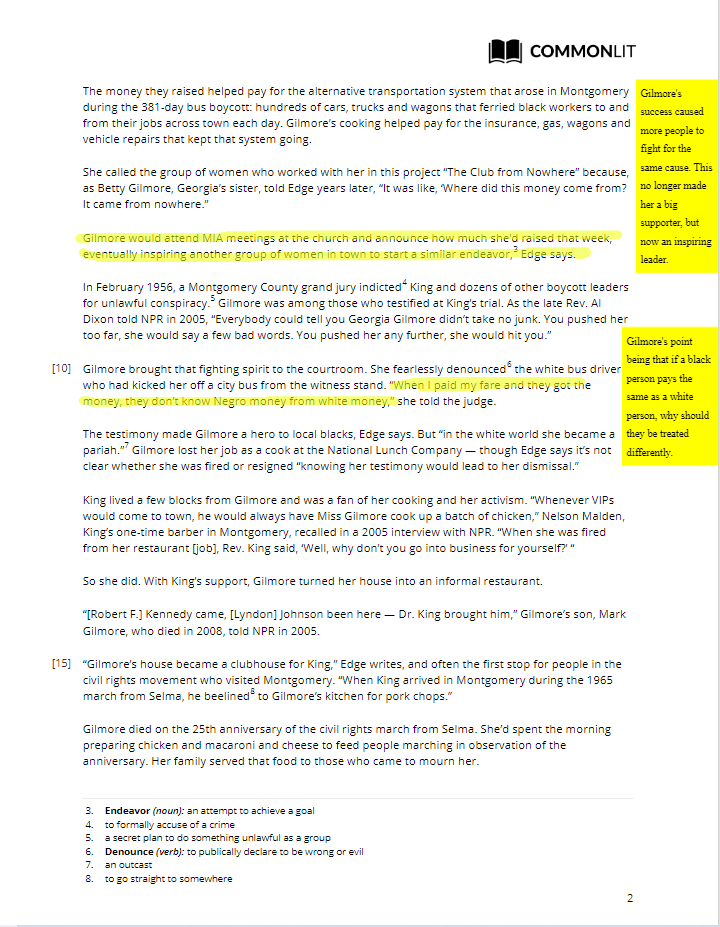 COMMONLIT
The money they raised helped pay for the alternative transportation system that arose in Montgomery
during the 381-day bus boycott: hundreds of cars, trucks and wagons that ferried black workers to and
from their jobs across town each day. Gilmore's cooking helped pay for the insurance, gas, wagons and
vehicle repairs that kept that system going.
She called the group of women who worked with her in this project "The Club from Nowhere" because,
as Betty Gilmore, Georgia's sister, told Edge years later, "It was like, 'Where did this money come from?
It came from nowhere."
Gilmore would attend MIA meetings at the church and announce how much she'd raised that week,
eventually inspiring another group of women in town to start a similar endeavor,3 Edge says.
In February 1956, a Montgomery County grand jury indicted4 King and dozens of other boycott leaders
for unlawful conspiracy.5 Gilmore was among those who testified at King's trial. As the late Rev. Al
Dixon told NPR in 2005, "Everybody could tell you Georgia Gilmore didn't take no junk. You pushed her
too far, she would say a few bad words. You pushed her any further, she would hit you."
[10] Gilmore brought that fighting spirit to the courtroom. She fearlessly denounced6 the white bus driver
who had kicked her off a city bus from the witness stand. "When I paid my fare and they got the
money, they don't know Negro money from white money," she told the judge.
The testimony made Gilmore a hero to local blacks, Edge says. But "in the white world she became a
pariah."7 Gilmore lost her job as a cook at the National Lunch Company — though Edge says it's not
clear whether she was fired or resigned "knowing her testimony would lead to her dismissal."
King lived a few blocks from Gilmore and was a fan of her cooking and her activism. "Whenever VIPs
would come to town, he would always have Miss Gilmore cook up a batch of chicken," Nelson Malden,
King's one-time barber in Montgomery, recalled in a 2005 interview with NPR. "When she was fired
from her restaurant [job], Rev. King said, 'Well, why don't you go into business for yourself?' "
So she did. With King's support, Gilmore turned her house into an informal restaurant.
"[Robert F.] Kennedy came, [Lyndon] Johnson been here — Dr. King brought him," Gilmore's son, Mark
Gilmore, who died in 2008, told NPR in 2005.
[15] "Gilmore's house became a clubhouse for King," Edge writes, and often the first stop for people in the
civil rights movement who visited Montgomery. "When King arrived in Montgomery during the 1965
march from Selma, he beelined8 to Gilmore's kitchen for pork chops."
Gilmore died on the 25th anniversary of the civil rights march from Selma. She'd spent the morning
preparing chicken and macaroni and cheese to feed people marching in observation of the
anniversary. Her family served that food to those who came to mourn her.
Gilmore's
success caused
more people to
fight for the
same cause. This
no longer made
her a big
supporter, but
now an inspiring
leader.
Gilmore's point
being that if a black
person pays the
same as a white
person, why should
they be treated
differently.
3. Endeavor (noun): an attempt to achieve a goal
4. to formally accuse of a crime
5. a secret plan to do something unlawful as a group
6. Denounce (verb): to publically declare to be wrong or evil
7. an outcast
8. to go straight to somewhere
2